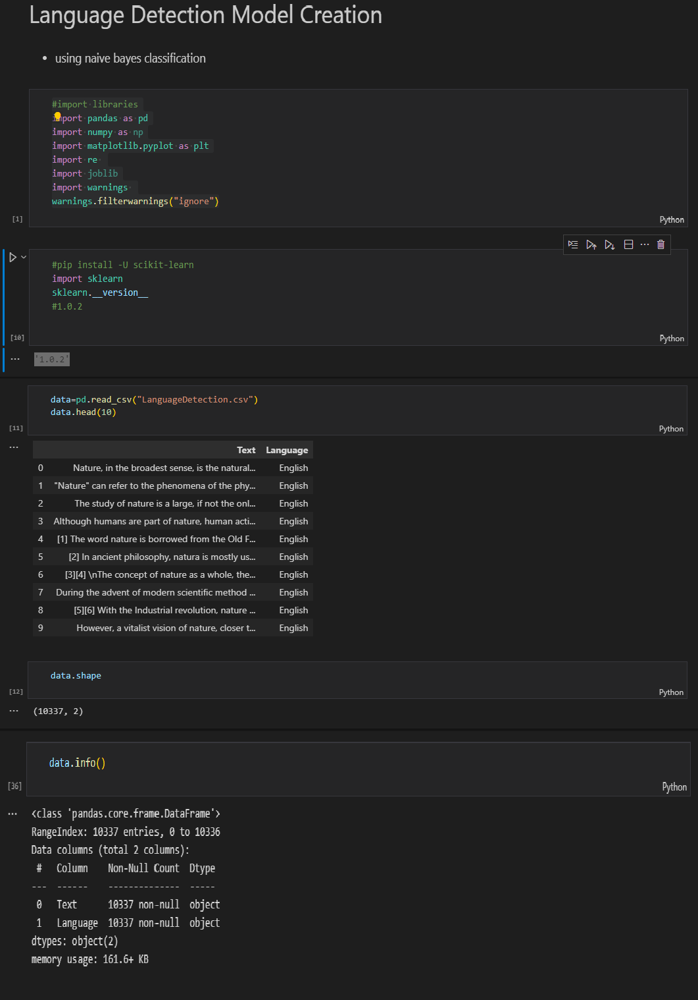 Language Detection Model Creation
• using naive bayes classification
#import libraries
import pandas as pd
import numpy as np
import matplotlib.pyplot as plt
import re
import joblib
import warnings
warnings.filterwarnings("ignore")
[1]
Python
#pip install -U scikit-learn
import sklearn
sklearn.__version__
#1.0.2
[10]
Python
'1.0.2'
data=pd.read_csv("LanguageDetection.csv")
data.head(10)
[11]
Python
Text Language
0 Nature, in the broadest sense, is the natural... English
1 "Nature" can refer to the phenomena of the phy... English
2 The study of nature is a large, if not the onl... English
3 Although humans are part of nature, human acti... English
4 [1] The word nature is borrowed from the Old F... English
5 [2] In ancient philosophy, natura is mostly us... English
6 [3][4] \nThe concept of nature as a whole, the... English
7 During the advent of modern scientific method ... English
8 [5][6] With the Industrial revolution, nature ... English
9 However, a vitalist vision of nature, closer t... English
data.shape
[12]
Python
(10337, 2)
data.info()
[36]
Python
<class 'pandas.core.frame.DataFrame'>
RangeIndex: 10337 entries, 0 to 10336
Data columns (total 2 columns):
# Column Non-Null Count Dtype
--- ------ -------------- -----
0 Text 10337 non-null object
1 Language 10337 non-null object
dtypes: object(2)
memory usage: 161.6+ KB